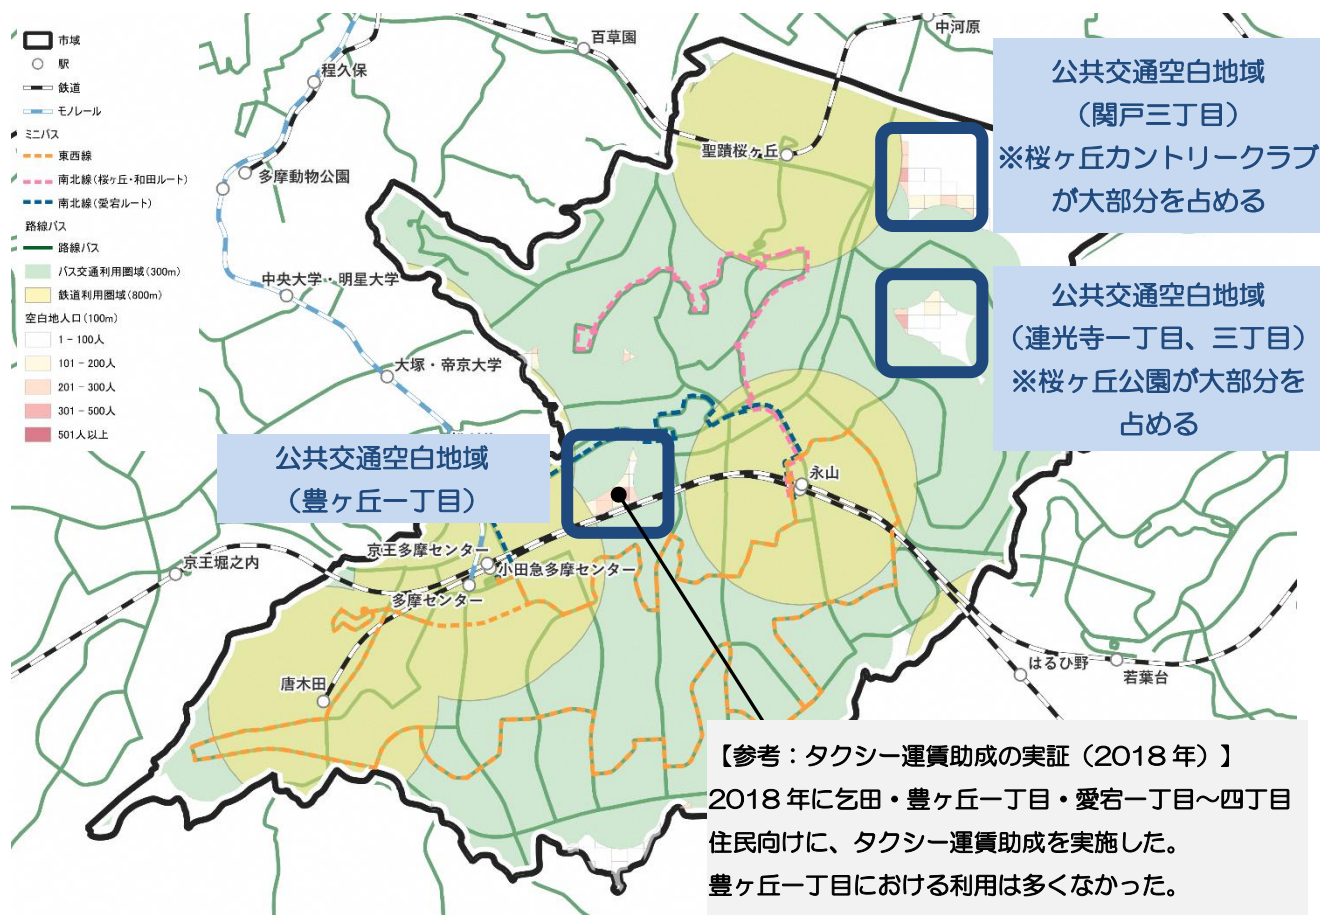 市域
駅
鉄道
モノレール
ミニバス
東西線
南北線(桜ヶ丘・和田ルート)
南北線(愛宕ルート)
路線バス
路線バス
バス交通利用圏域(300m)
鉄道利用圏域(800m)
空白地人口(100m)
1 - 100人
101 - 200人
201 - 300人
301 - 500人
501人以上
百草園
中河原
程久保
聖蹟桜ヶ丘
多摩動物公園
中央大学・明星大学
大塚・帝京大学
永山
京王堀之内
京王多摩センター
小田急多摩センター
多摩センター
唐木田
はるひ野
若葉台
公共交通空白地域
(関戸三丁目)
※桜ヶ丘カントリークラブ
が大部分を占める
公共交通空白地域
(連光寺一丁目、三丁目)
※桜ヶ丘公園が大部分を
占める
公共交通空白地域
(豊ヶ丘一丁目)
【参考:タクシー運賃助成の実証(2018年)】
2018年に乞田・豊ヶ丘一丁目・愛宕一丁目~四丁目
住民向けに、タクシー運賃助成を実施した。
豊ヶ丘一丁目における利用は多くなかった。